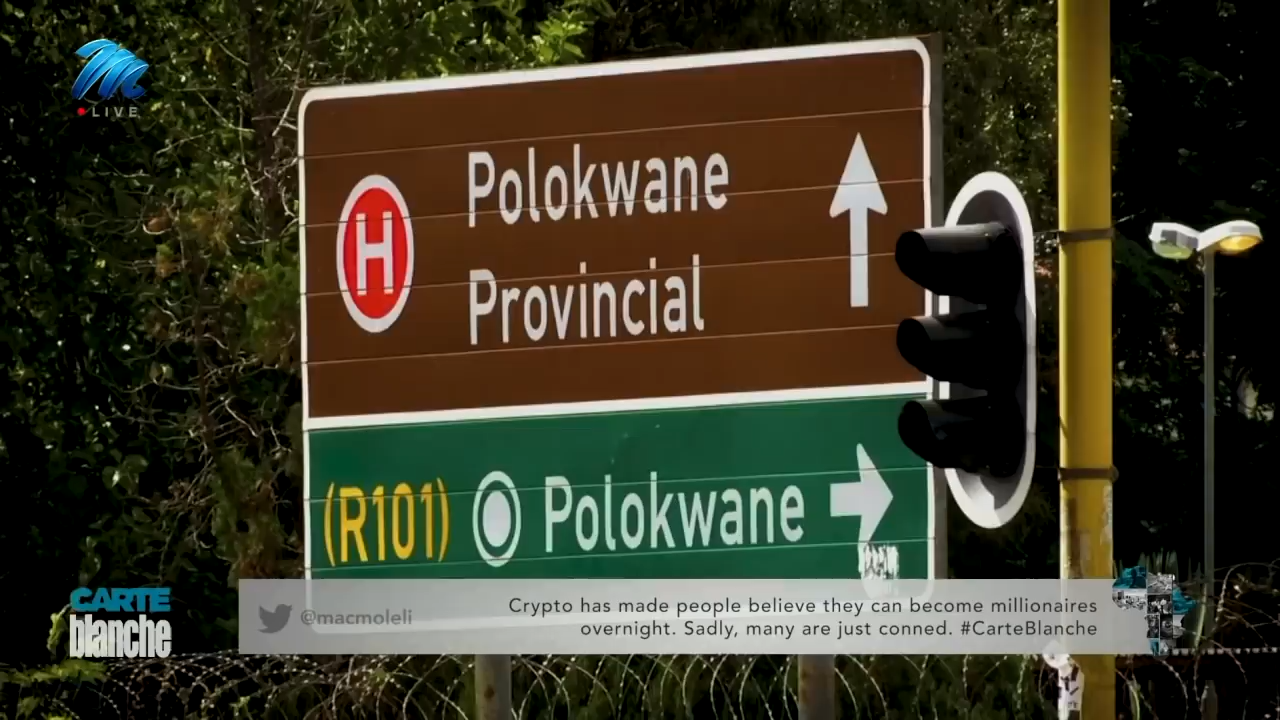 LIVE
H
Polokwane
Provincial
(R101) Polokwane
CARTE
blanche
@macmoleli
Crypto has made people believe they can become millionaires
overnight. Sadly, many are just conned. #CarteBlanche